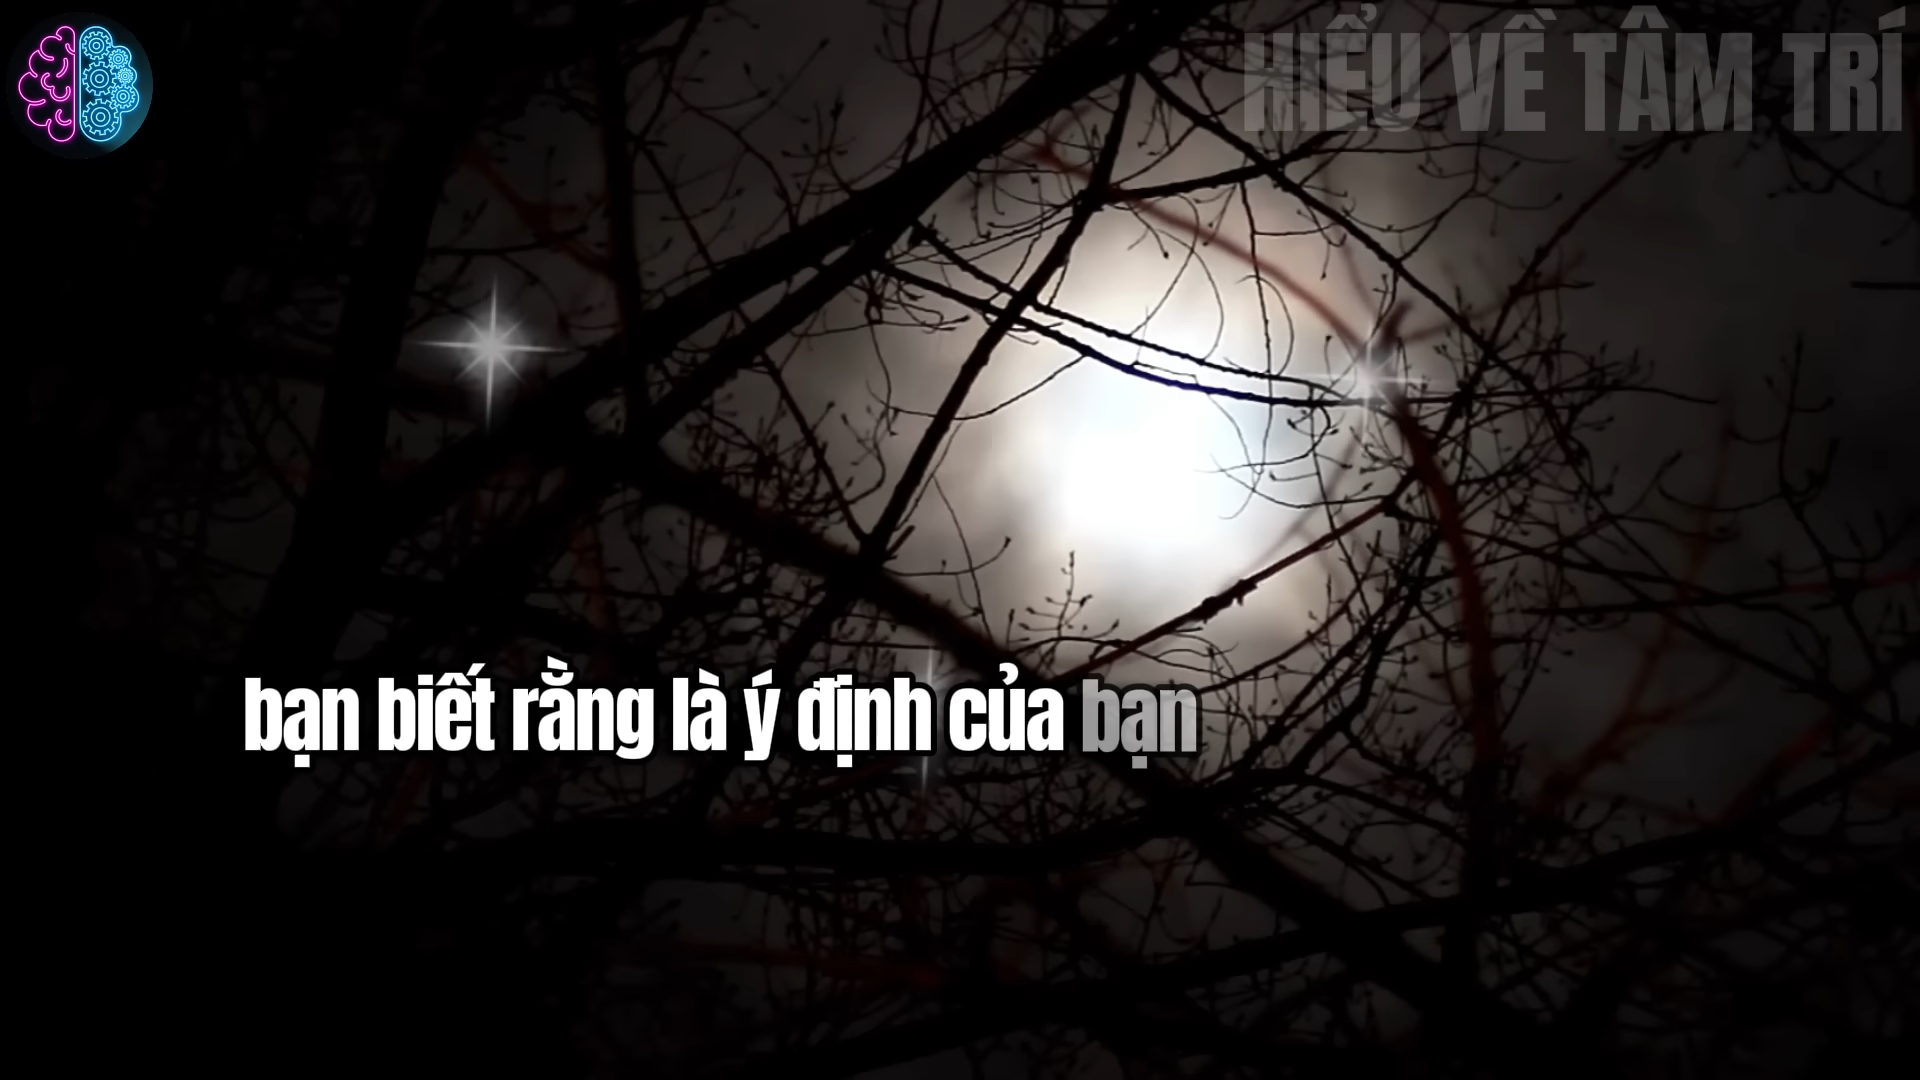 HIỂU VỀ TÂM TRÍ
bạn biết rằng là ý định của bạn